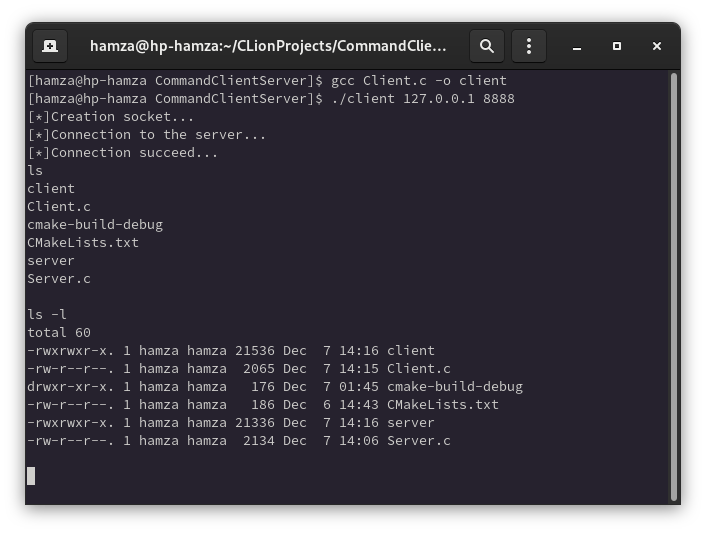 hamza@hp-hamza:~/CLionProjects/CommandClie...
[hamza@hp-hamza CommandClientServer]$ gcc Client.c -o client
[hamza@hp-hamza CommandClientServer]$ ./client 127.0.0.1 8888
[*]Creation socket...
[*]Connection to the server...
[*]Connection succeed...
ls
client
Client.c
cmake-build-debug
CMakeLists.txt
server
Server.c
ls -l
total 60
-rwxrwxr-x. 1 hamza hamza 21536 Dec  7 14:16 client
-rw-r--r--. 1 hamza hamza  2065 Dec  7 14:15 Client.c
drwxr-xr-x. 1 hamza hamza   176 Dec  7 01:45 cmake-build-debug
-rw-r--r--. 1 hamza hamza   186 Dec  6 14:43 CMakeLists.txt
-rwxrwxr-x. 1 hamza hamza 21336 Dec  7 14:16 server
-rw-r--r--. 1 hamza hamza  2134 Dec  7 14:06 Server.c